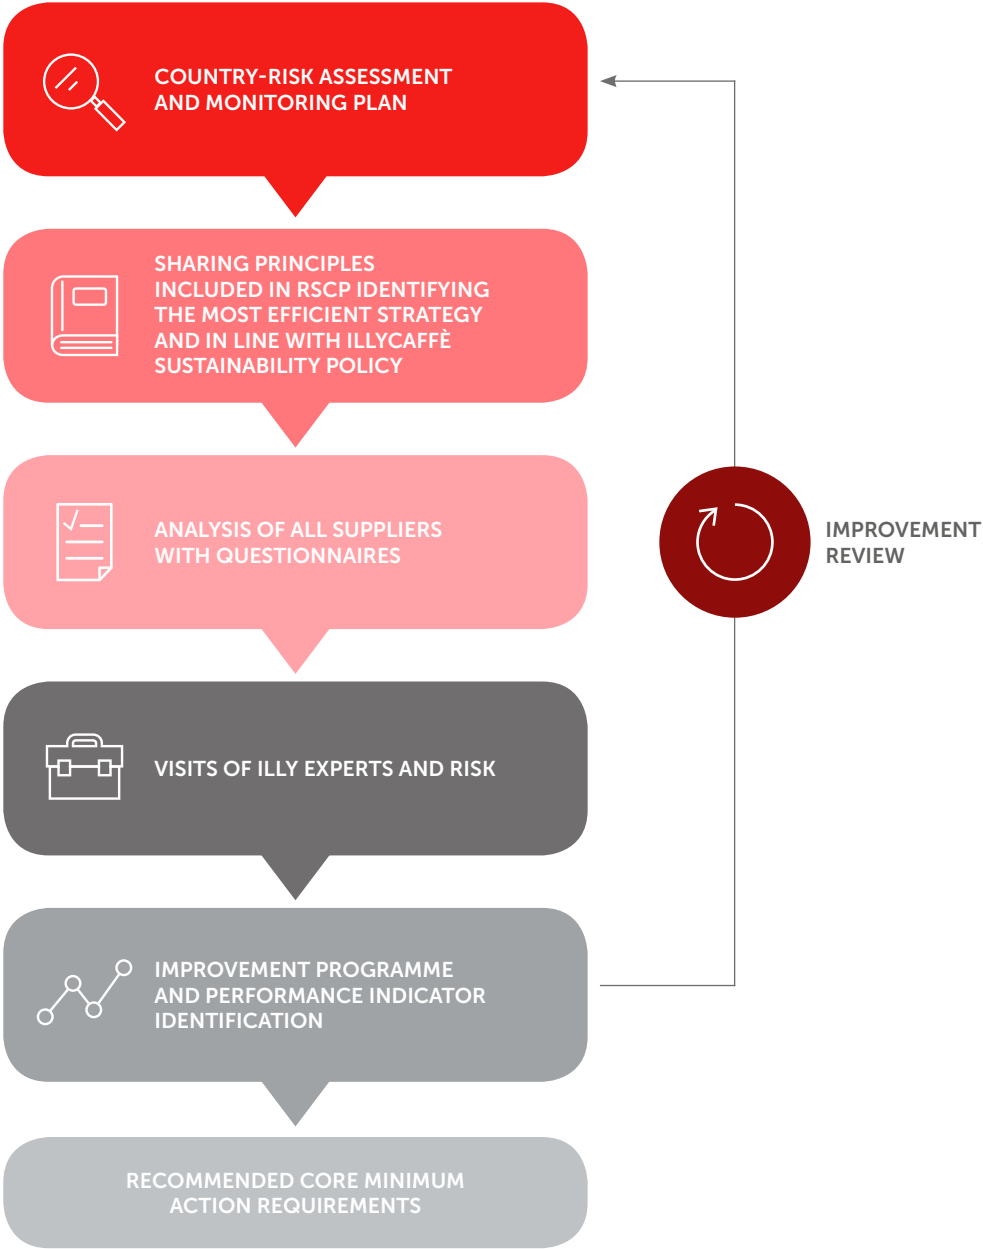 COUNTRY-RISK ASSESSMENT
AND MONITORING PLAN
SHARING PRINCIPLES
INCLUDED IN RSCP IDENTIFYING
THE MOST EFFICIENT STRATEGY
AND IN LINE WITH ILLYCAFFÈ
SUSTAINABILITY POLICY
ANALYSIS OF ALL SUPPLIERS
WITH QUESTIONNAIRES
IMPROVEMENT
REVIEW
VISITS OF ILLY EXPERTS AND RISK
IMPROVEMENT PROGRAMME
AND PERFORMANCE INDICATOR
IDENTIFICATION
RECOMMENDED CORE MINIMUM
ACTION REQUIREMENTS